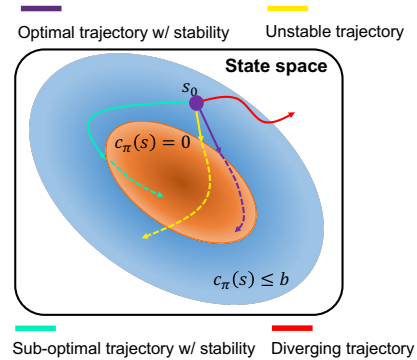 Optimal trajectory w/ stability
Unstable trajectory
State space
s₀
cπ(s) = 0
cπ(s) ≤ b
Sub-optimal trajectory w/ stability
Diverging trajectory